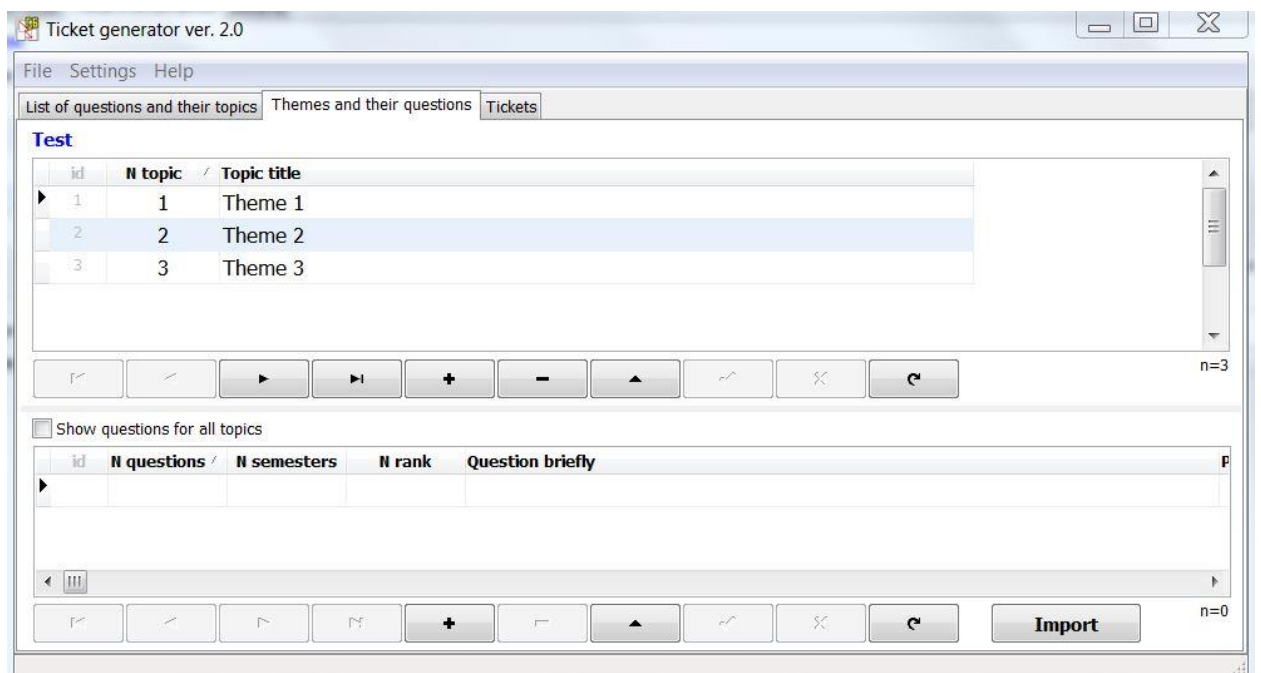 Ticket generator ver. 2.0
File Settings Help
List of questions and their topics Themes and their questions Tickets
Test
id N topic Topic title
1 1 Theme 1
2 2 Theme 2
3 3 Theme 3
n=3
Show questions for all topics
id N questions N semesters N rank Question briefly P
Import n=0